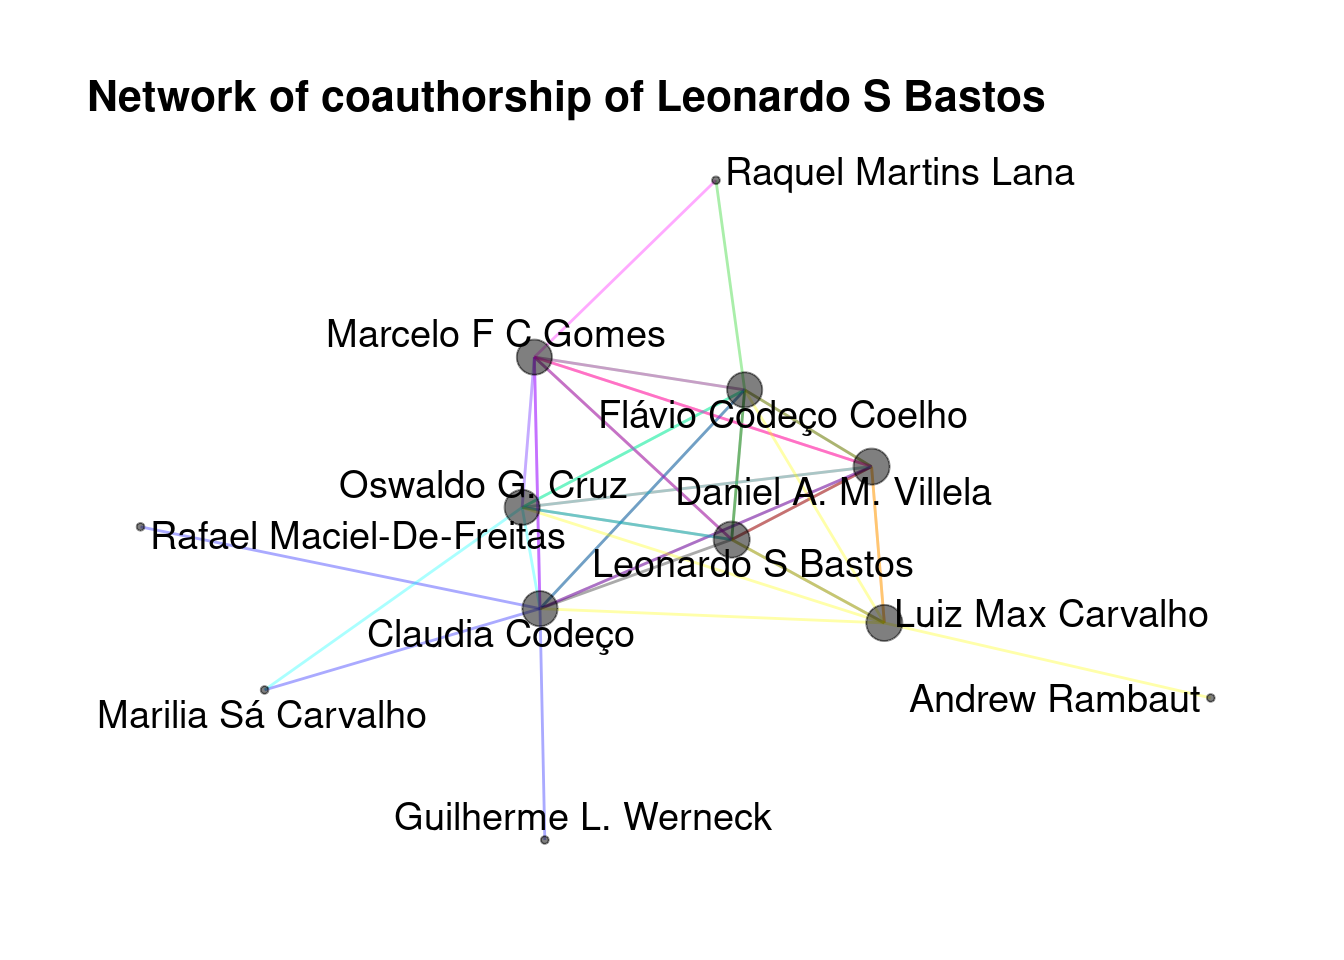 Network of coauthorship of Leonardo S Bastos
Raquel Martins Lana
Marcelo F C Gomes
Flávio Codeço Coelho
Oswaldo G. Cruz
Daniel A. M. Villela
Rafael Maciel-De-Freitas
Leonardo S Bastos
Luiz Max Carvalho
Claudia Codeço
Andrew Rambaut
Marilia Sá Carvalho
Guilherme L. Werneck